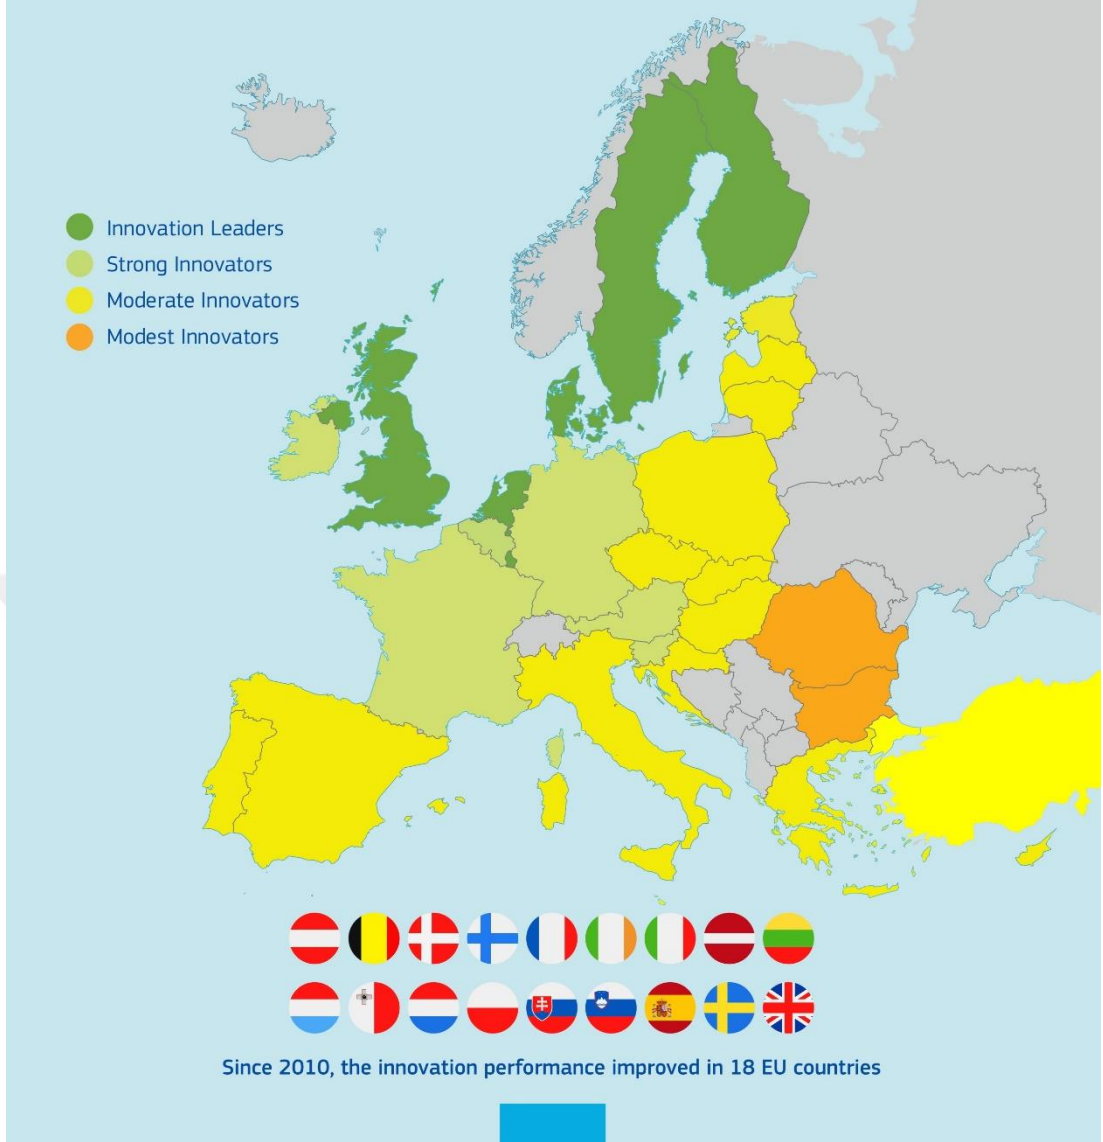 Innovation Leaders
Strong Innovators
Moderate Innovators
Modest Innovators
Since 2010, the innovation performance improved in 18 EU countries